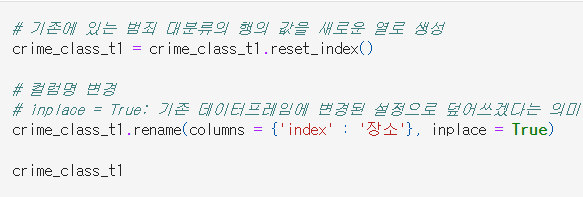 # 기존에 있는 범죄 대분류의 행의 값을 새로운 열로 생성
crime_class_t1 = crime_class_t1.reset_index()
# 컬럼명 변경
# inplace = True: 기존 데이터프레임에 변경된 설정으로 덮어쓰겠다는 의미
crime_class_t1.rename(columns = {'index' : '장소'}, inplace = True)
crime_class_t1